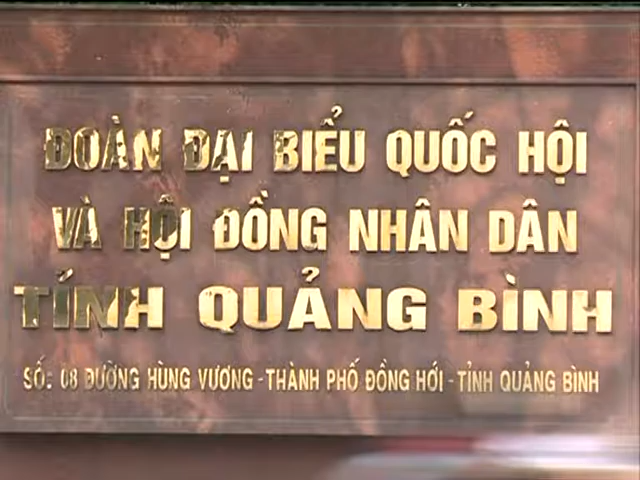 ĐOÀN ĐẠI BIỂU QUỐC HỘI
VÀ HỘI ĐỒNG NHÂN DÂN
TỈNH QUẢNG BÌNH
SỐ: 08 ĐƯỜNG HÙNG VƯƠNG - THÀNH PHỐ ĐỒNG HỚI - TỈNH QUẢNG BÌNH